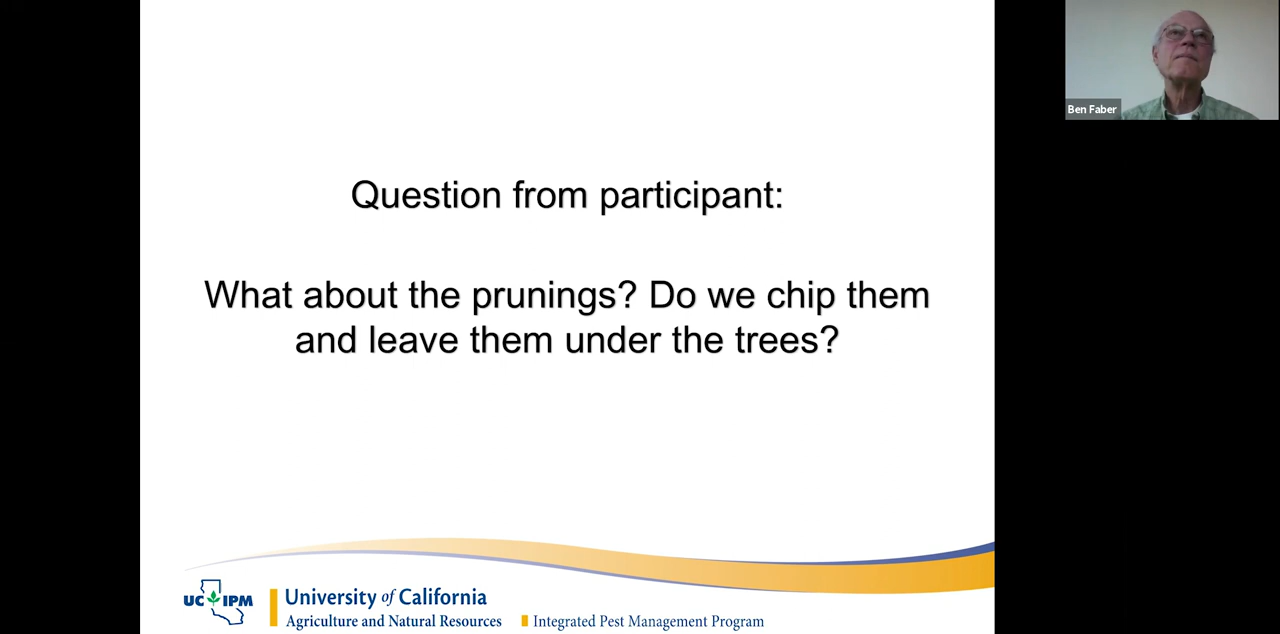 Ben Faber
Question from participant:
What about the prunings? Do we chip them
and leave them under the trees?
UC IPM
University of California
Agriculture and Natural Resources
Integrated Pest Management Program